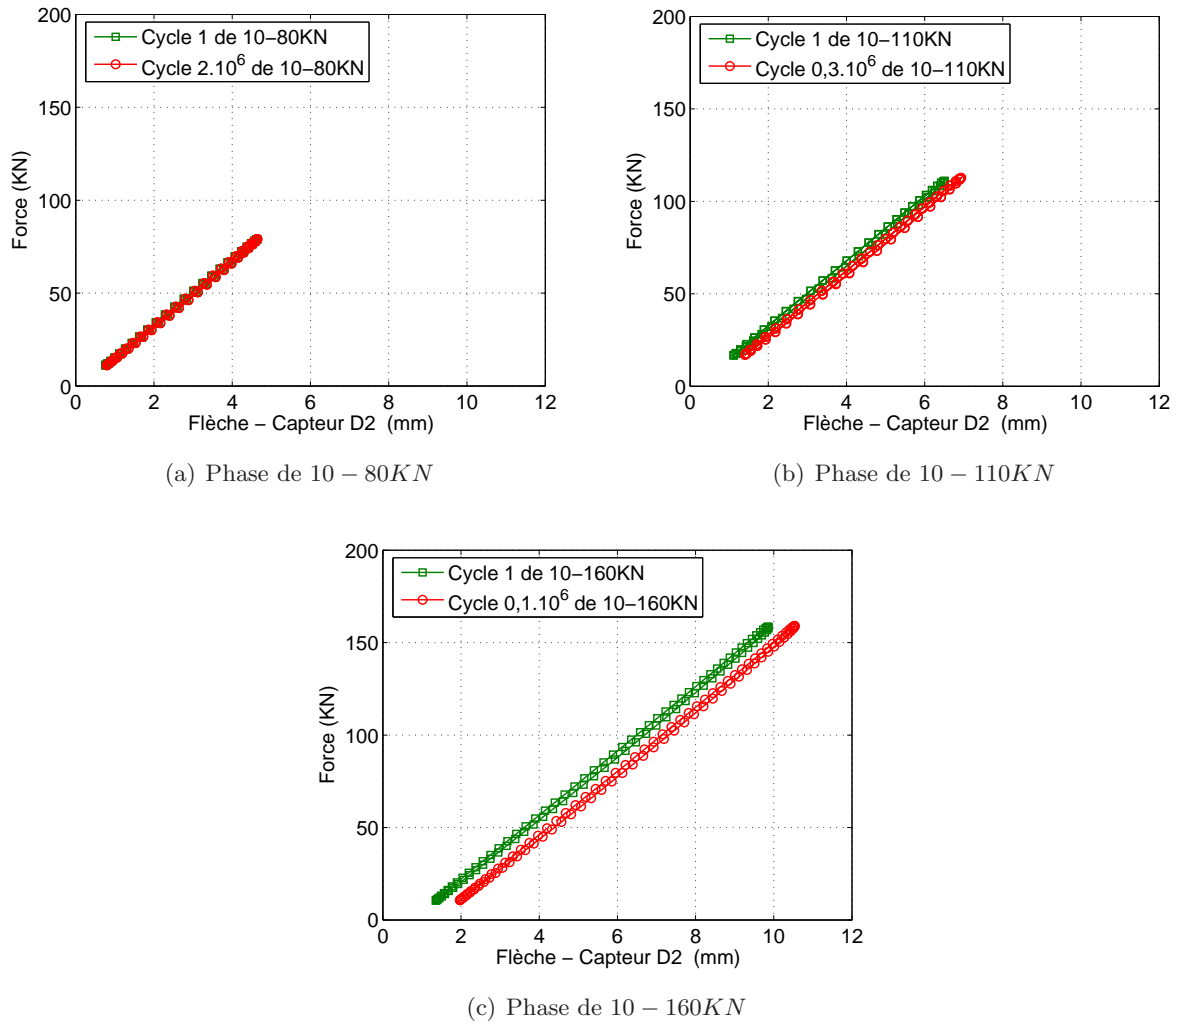 200
150
100
50
0
Force (KN)
Cycle 1 de 10−80KN
Cycle 2.10⁶ de 10−80KN
0 2 4 6 8 10 12
Flèche − Capteur D2 (mm)
(a) Phase de 10 − 80KN
200
150
100
50
0
Force (KN)
Cycle 1 de 10−110KN
Cycle 0,3.10⁶ de 10−110KN
0 2 4 6 8 10 12
Flèche − Capteur D2 (mm)
(b) Phase de 10 − 110KN
200
150
100
50
0
Force (KN)
Cycle 1 de 10−160KN
Cycle 0,1.10⁶ de 10−160KN
0 2 4 6 8 10 12
Flèche − Capteur D2 (mm)
(c) Phase de 10 − 160KN